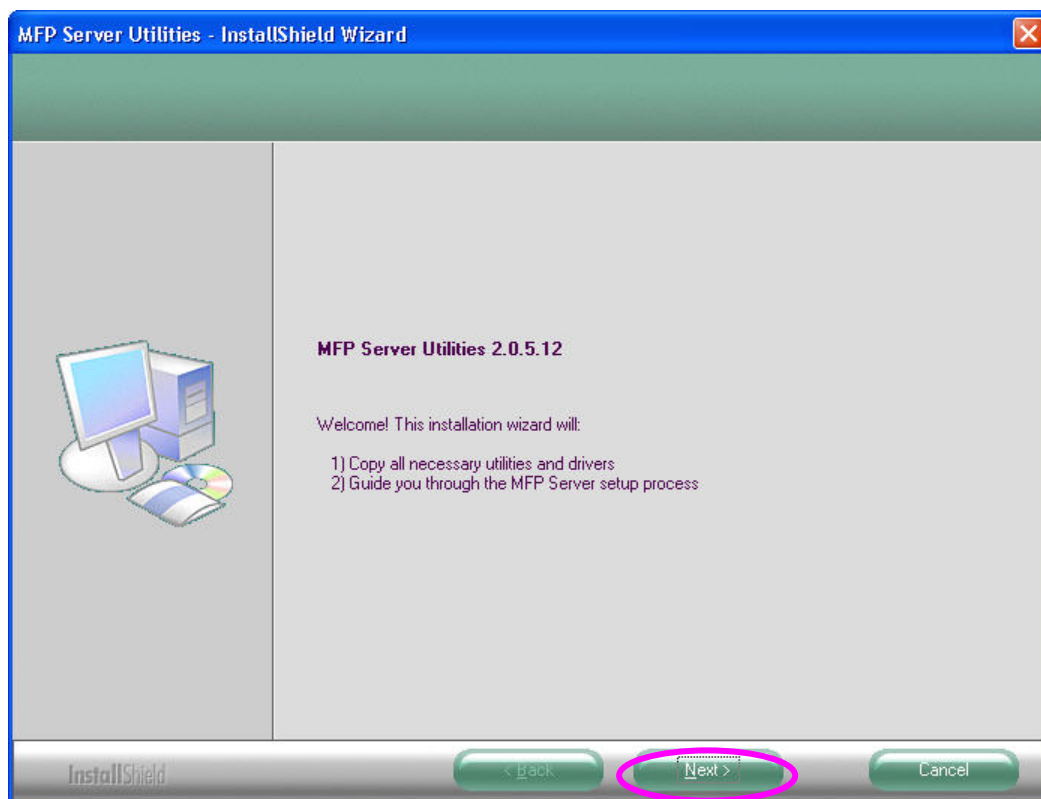 MFP Server Utilities - InstallShield Wizard
MFP Server Utilities 2.0.5.12
Welcome! This installation wizard will:
1) Copy all necessary utilities and drivers
2) Guide you through the MFP Server setup process
InstallShield
< Back
Next >
Cancel